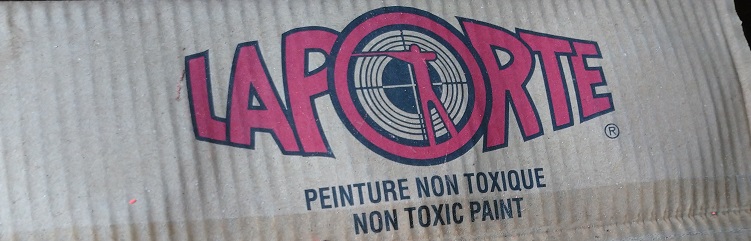 LAPORTE ®
PEINTURE NON TOXIQUE
NON TOXIC PAINT